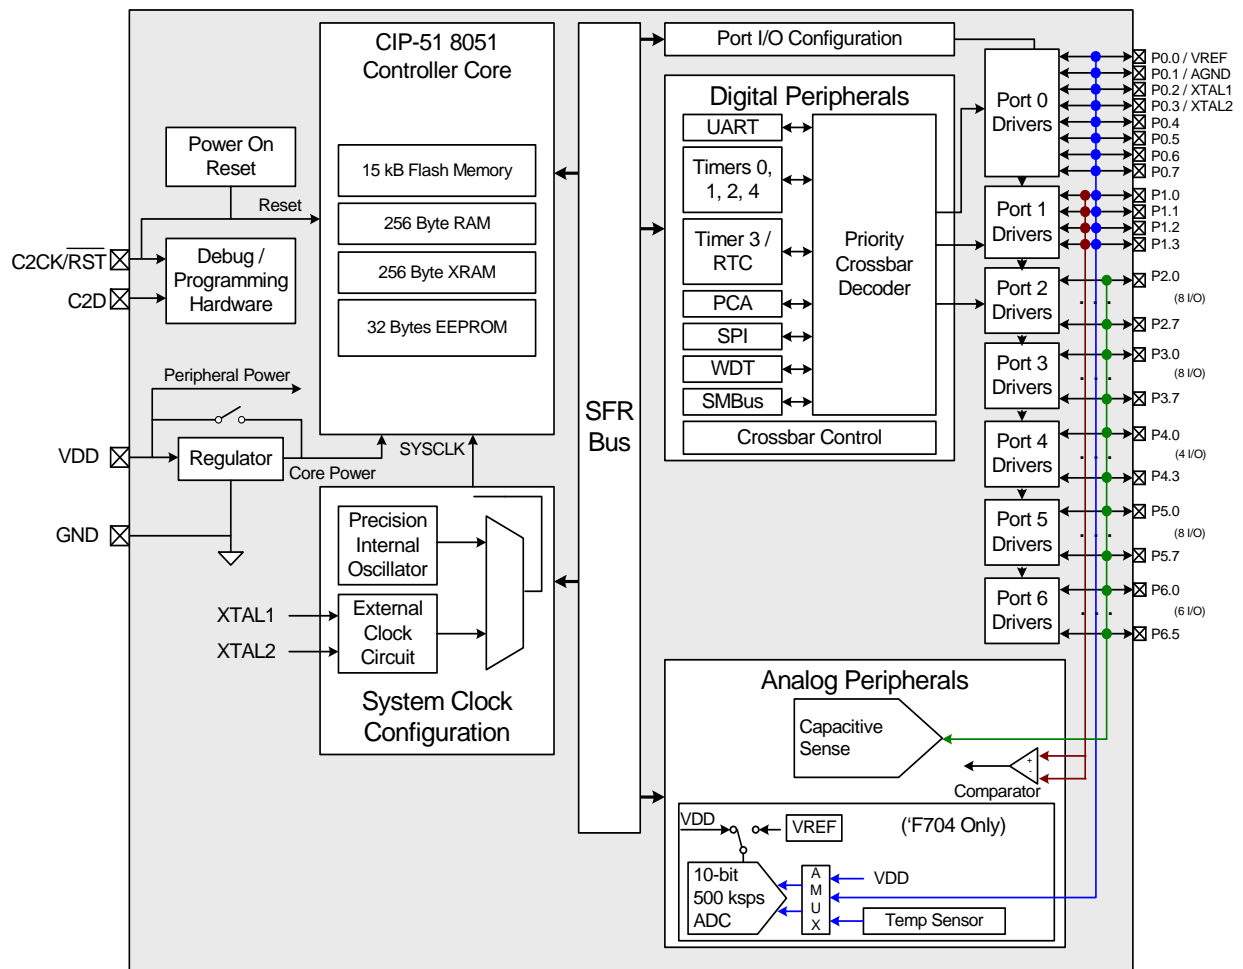 CIP-51 8051
Controller Core
15 kB Flash Memory
256 Byte RAM
256 Byte XRAM
32 Bytes EEPROM
Power On
Reset
Reset
C2CK/RST
C2D
Debug /
Programming
Hardware
Peripheral Power
VDD
Regulator
Core Power
SYSCLK
GND
Precision
Internal
Oscillator
XTAL1
XTAL2
External
Clock
Circuit
System Clock
Configuration
SFR
Bus
Port I/O Configuration
Digital Peripherals
UART
Timers 0,
1, 2, 4
Timer 3 /
RTC
PCA
SPI
WDT
SMBus
Priority
Crossbar
Decoder
Crossbar Control
Port 0
Drivers
Port 1
Drivers
Port 2
Drivers
Port 3
Drivers
Port 4
Drivers
Port 5
Drivers
Port 6
Drivers
P0.0 / VREF
P0.1 / AGND
P0.2 / XTAL1
P0.3 / XTAL2
P0.4
P0.5
P0.6
P0.7
P1.0
P1.1
P1.2
P1.3
P2.0
(8 I/O)
P2.7
P3.0
(8 I/O)
P3.7
P4.0
(4 I/O)
P4.3
P5.0
(8 I/O)
P5.7
P6.0
(6 I/O)
P6.5
Analog Peripherals
Capacitive
Sense
+
-
Comparator
VDD
VREF
('F704 Only)
10-bit
500 ksps
ADC
A
M
U
X
VDD
Temp Sensor